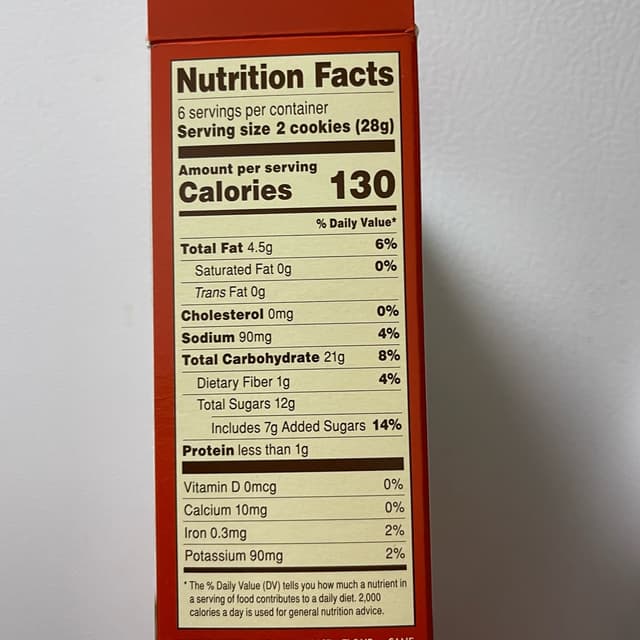 Nutrition Facts
6 servings per container
Serving size 2 cookies (28g)
Amount per serving
Calories 130
% Daily Value*
Total Fat 4.5g 6%
Saturated Fat 0g 0%
Trans Fat 0g
Cholesterol 0mg 0%
Sodium 90mg 4%
Total Carbohydrate 21g 8%
Dietary Fiber 1g 4%
Total Sugars 12g
Includes 7g Added Sugars 14%
Protein less than 1g
Vitamin D 0mcg 0%
Calcium 10mg 0%
Iron 0.3mg 2%
Potassium 90mg 2%
* The % Daily Value (DV) tells you how much a nutrient in
a serving of food contributes to a daily diet. 2,000
calories a day is used for general nutrition advice.